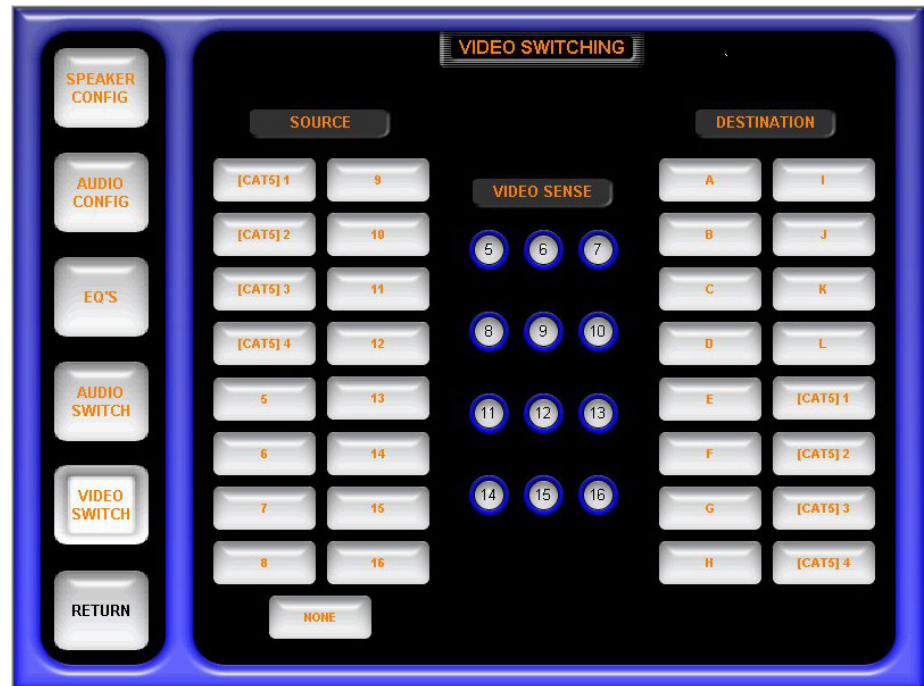 VIDEO SWITCHING
SPEAKER
CONFIG
AUDIO
CONFIG
EQ'S
AUDIO
SWITCH
VIDEO
SWITCH
RETURN
SOURCE
[CAT5] 1 9
[CAT5] 2 10
[CAT5] 3 11
[CAT5] 4 12
5 13
6 14
7 15
8 16
NONE
VIDEO SENSE
5 6 7
8 9 10
11 12 13
14 15 16
DESTINATION
A I
B J
C K
D L
E [CAT5] 1
F [CAT5] 2
G [CAT5] 3
H [CAT5] 4